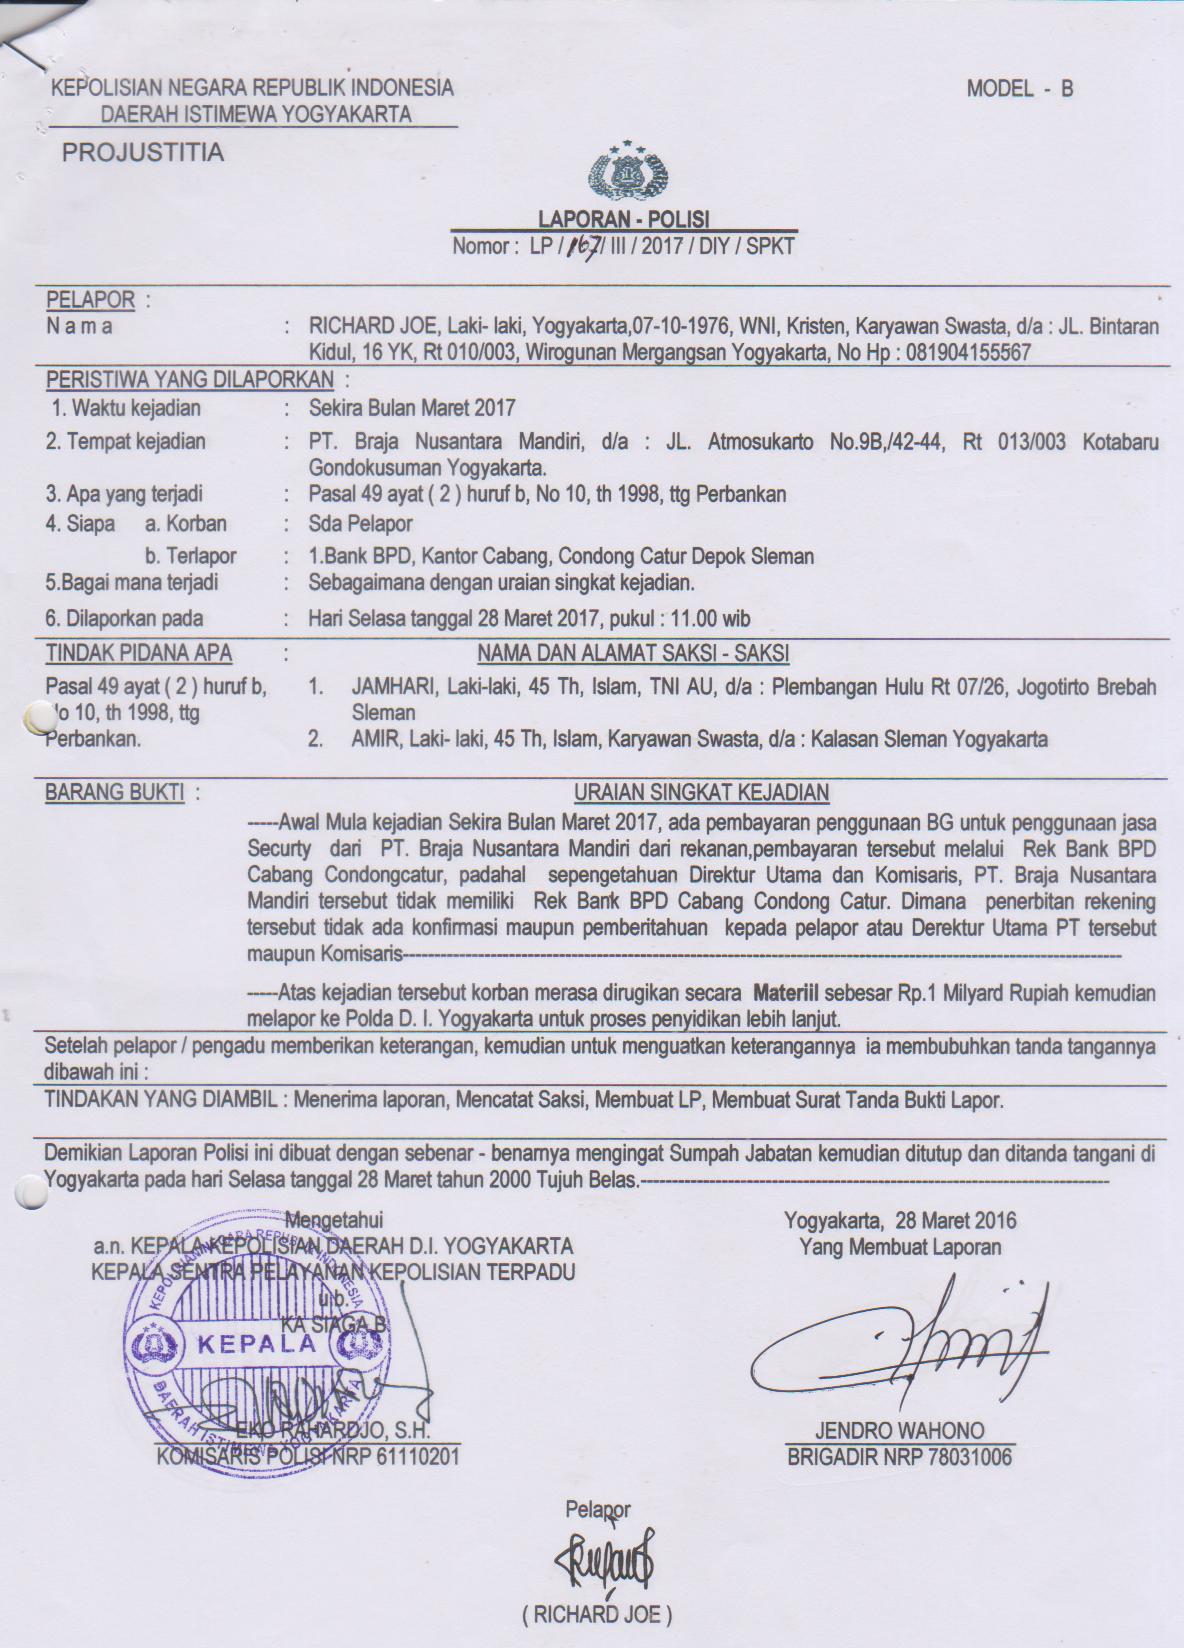 KEPOLISIAN NEGARA REPUBLIK INDONESIA
DAERAH ISTIMEWA YOGYAKARTA
MODEL - B
PROJUSTITIA
LAPORAN - POLISI
Nomor : LP / 167 / III / 2017 / DIY / SPKT
PELAPOR :
N a m a : RICHARD JOE, Laki- laki, Yogyakarta,07-10-1976, WNI, Kristen, Karyawan Swasta, d/a : JL. Bintaran
Kidul, 16 YK, Rt 010/003, Wirogunan Mergangsan Yogyakarta, No Hp : 081904155567
PERISTIWA YANG DILAPORKAN :
1. Waktu kejadian : Sekira Bulan Maret 2017
2. Tempat kejadian : PT. Braja Nusantara Mandiri, d/a : JL. Atmosukarto No.9B,/42-44, Rt 013/003 Kotabaru
Gondokusuman Yogyakarta.
3. Apa yang terjadi : Pasal 49 ayat ( 2 ) huruf b, No 10, th 1998, ttg Perbankan
4. Siapa a. Korban : Sda Pelapor
b. Terlapor : 1.Bank BPD, Kantor Cabang, Condong Catur Depok Sleman
5.Bagai mana terjadi : Sebagaimana dengan uraian singkat kejadian.
6. Dilaporkan pada : Hari Selasa tanggal 28 Maret 2017, pukul : 11.00 wib
TINDAK PIDANA APA : NAMA DAN ALAMAT SAKSI - SAKSI
Pasal 49 ayat ( 2 ) huruf b,
10, th 1998, ttg
Perbankan.
1. JAMHARI, Laki-laki, 45 Th, Islam, TNI AU, d/a : Plembangan Hulu Rt 07/26, Jogotirto Brebah
Sleman
2. AMIR, Laki- laki, 45 Th, Islam, Karyawan Swasta, d/a : Kalasan Sleman Yogyakarta
BARANG BUKTI : URAIAN SINGKAT KEJADIAN
-----Awal Mula kejadian Sekira Bulan Maret 2017, ada pembayaran penggunaan BG untuk penggunaan jasa
Securty dari PT. Braja Nusantara Mandiri dari rekanan,pembayaran tersebut melalui Rek Bank BPD
Cabang Condongcatur, padahal sepengetahuan Direktur Utama dan Komisaris, PT. Braja Nusantara
Mandiri tersebut tidak memiliki Rek Bank BPD Cabang Condong Catur. Dimana penerbitan rekening
tersebut tidak ada konfirmasi maupun pemberitahuan kepada pelapor atau Derektur Utama PT tersebut
maupun Komisaris-----
-----Atas kejadian tersebut korban merasa dirugikan secara Materiil sebesar Rp.1 Milyard Rupiah kemudian
melapor ke Polda D. I. Yogyakarta untuk proses penyidikan lebih lanjut.
Setelah pelapor / pengadu memberikan keterangan, kemudian untuk menguatkan keterangannya ia membubuhkan tanda tangannya
dibawah ini :
TINDAKAN YANG DIAMBIL : Menerima laporan, Mencatat Saksi, Membuat LP, Membuat Surat Tanda Bukti Lapor.
Demikian Laporan Polisi ini dibuat dengan sebenar - benarnya mengingat Sumpah Jabatan kemudian ditutup dan ditanda tangani di
Yogyakarta pada hari Selasa tanggal 28 Maret tahun 2000 Tujuh Belas.-----
Mengetahui
a.n. KEPALA KEPOLISIAN DAERAH D.I. YOGYAKARTA
KEPALA SENTRA PELAYANAN KEPOLISIAN TERPADU
u.b.
KA SIAGA B
KEPOLISIAN NEGARA REPUBLIK INDONESIA
KEPALA
DAERAH ISTIMEWA YOGYAKARTA
EKO RAHARDJO, S.H.
KOMISARIS POLISI NRP 61110201
Yogyakarta, 28 Maret 2016
Yang Membuat Laporan
JENDRO WAHONO
BRIGADIR NRP 78031006
Pelapor
( RICHARD JOE )